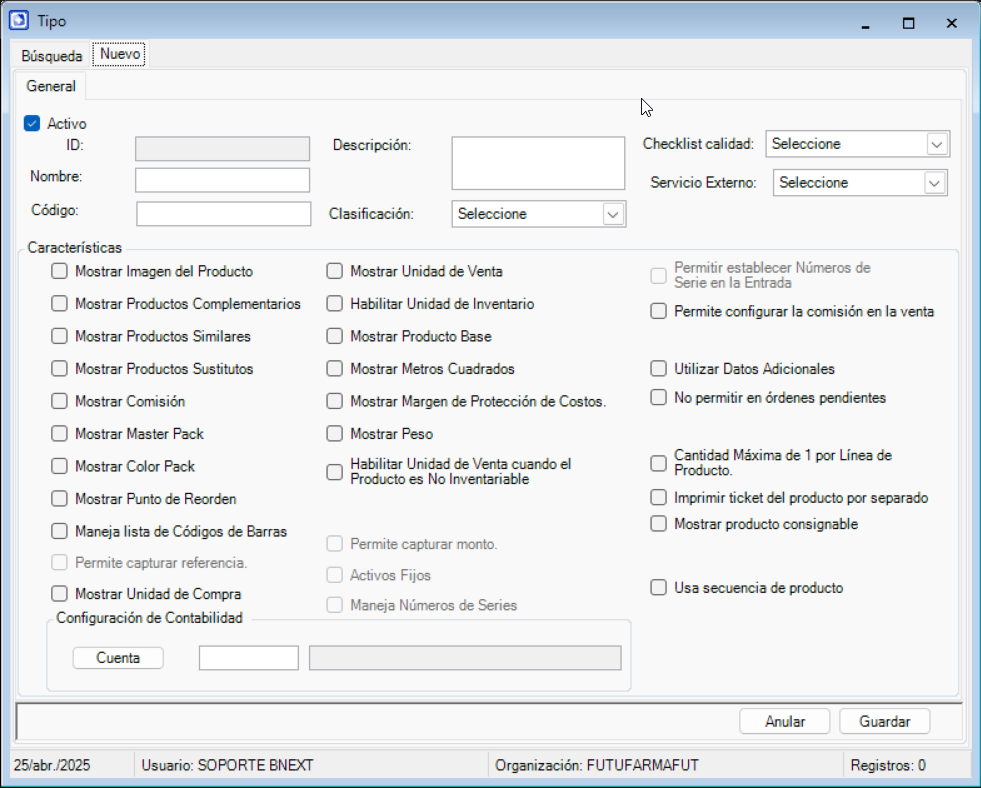 Tipo
Búsqueda
Nuevo
General
Activo
ID:
Nombre:
Código:
Descripción:
Clasificación:
Seleccione
Checklist calidad:
Seleccione
Servicio Externo:
Seleccione
Características
Mostrar Imagen del Producto
Mostrar Productos Complementarios
Mostrar Productos Similares
Mostrar Productos Sustitutos
Mostrar Comisión
Mostrar Master Pack
Mostrar Color Pack
Mostrar Punto de Reorden
Maneja lista de Códigos de Barras
Permite capturar referencia.
Mostrar Unidad de Compra
Mostrar Unidad de Venta
Habilitar Unidad de Inventario
Mostrar Producto Base
Mostrar Metros Cuadrados
Mostrar Margen de Protección de Costos.
Mostrar Peso
Habilitar Unidad de Venta cuando el
Producto es No Inventariable
Permite capturar monto.
Activos Fijos
Maneja Números de Series
Permitir establecer Números de
Serie en la Entrada
Permite configurar la comisión en la venta
Utilizar Datos Adicionales
No permitir en órdenes pendientes
Cantidad Máxima de 1 por Línea de
Producto.
Imprimir ticket del producto por separado
Mostrar producto consignable
Usa secuencia de producto
Configuración de Contabilidad
Cuenta
Anular
Guardar
25/abr./2025
Usuario: SOPORTE BNEXT
Organización: FUTUFARMAFUT
Registros: 0